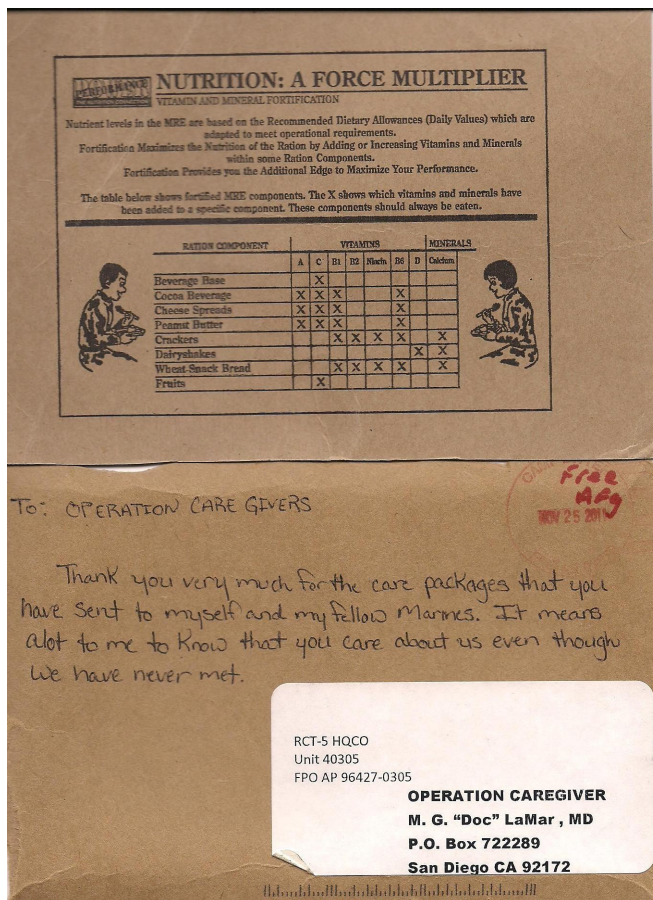 PERFORMANCE
NUTRITION: A FORCE MULTIPLIER
VITAMIN AND MINERAL FORTIFICATION
Nutrient levels in the MRE are based on the Recommended Dietary Allowances (Daily Values) which are
adapted to meet operational requirements.
Fortification Maximizes the Nutrition of the Ration by Adding or Increasing Vitamins and Minerals
within some Ration Components.
Fortification Provides you the Additional Edge to Maximize Your Performance.
The table below shows fortified MRE components. The X shows which vitamins and minerals have
been added to a specific component. These components should always be eaten.
RATION COMPONENT VITAMINS MINERALS
A C B1 B2 Niacin B6 D Calcium
Beverage Base X
Cocoa Beverage X X X X
Cheese Spreads X X X X
Peanut Butter X X X X
Crackers X X X X X
Dairyshakes X X
Wheat Snack Bread X X X X X
Fruits X
Free
Afg
NOV 25 201
To: OPERATION CARE GIVERS
Thank you very much for the care packages that you
have sent to myself and my fellow Marines. It means
alot to me to know that you care about us even though
we have never met.
RCT-5 HQCO
Unit 40305
FPO AP 96427-0305
OPERATION CAREGIVER
M. G. “Doc” LaMar , MD
P.O. Box 722289
San Diego CA 92172